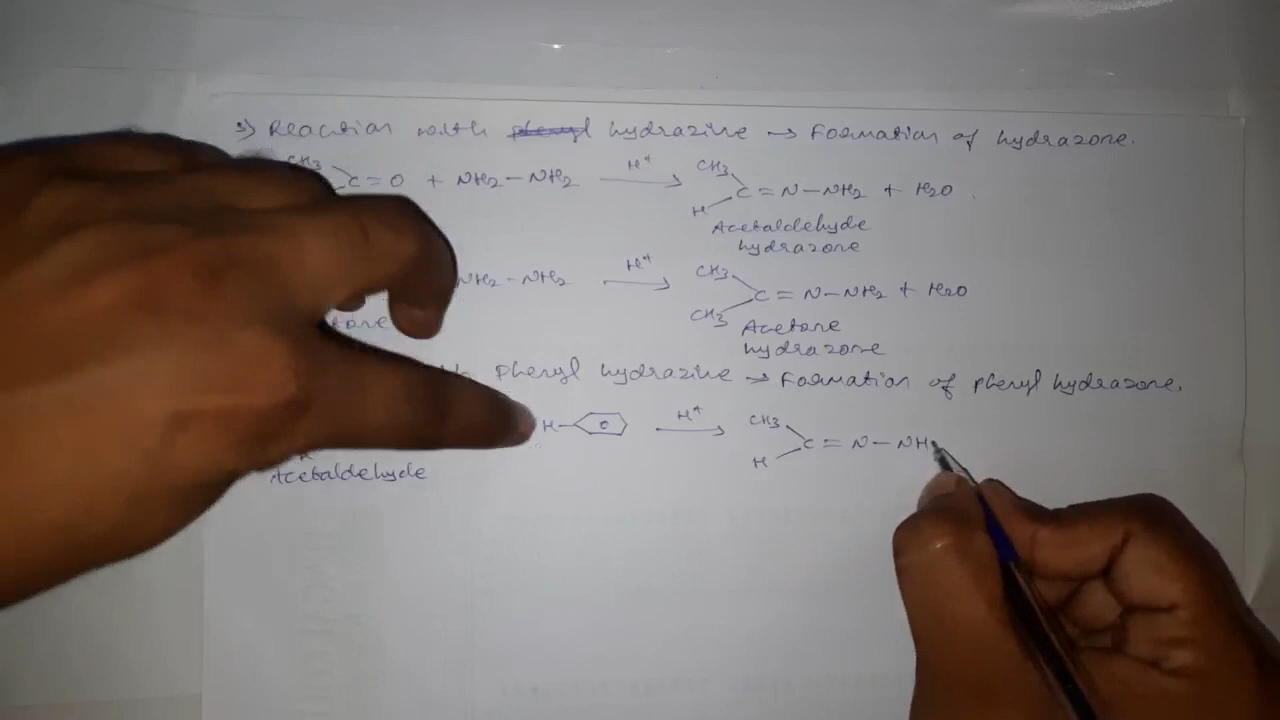 Reaction with hydrazine → Formation of hydrazone.
CH3
C = O + NH2 - NH2 H+ → CH3 H C = N - NH2 + H2O
Acetaldehyde
hydrazone
NH2 - NH2 H+ → CH3 CH3 C = N - NH2 + H2O
Acetone
hydrazone
Phenyl hydrazine → Formation of phenyl hydrazone.
H - H+ → CH3 H C = N - NH
Acetaldehyde